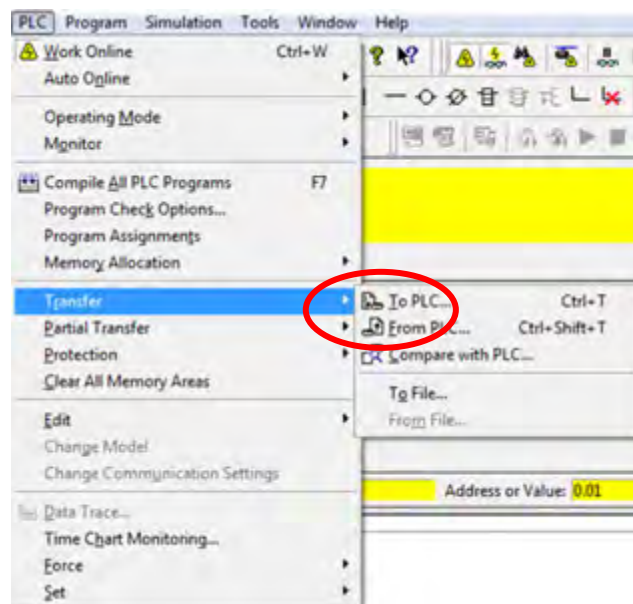 PLC Program Simulation Tools Window Help
Work Online Ctrl+W
Auto Online
Operating Mode
Monitor
Compile All PLC Programs F7
Program Check Options...
Program Assignments
Memory Allocation
Transfer
Partial Transfer
Protection
Clear All Memory Areas
Edit
Change Model
Change Communication Settings
Data Trace...
Time Chart Monitoring...
Force
Set
To PLC... Ctrl+T
From PLC... Ctrl+Shift+T
Compare with PLC...
To File...
From File...
Address or Value: 0.01